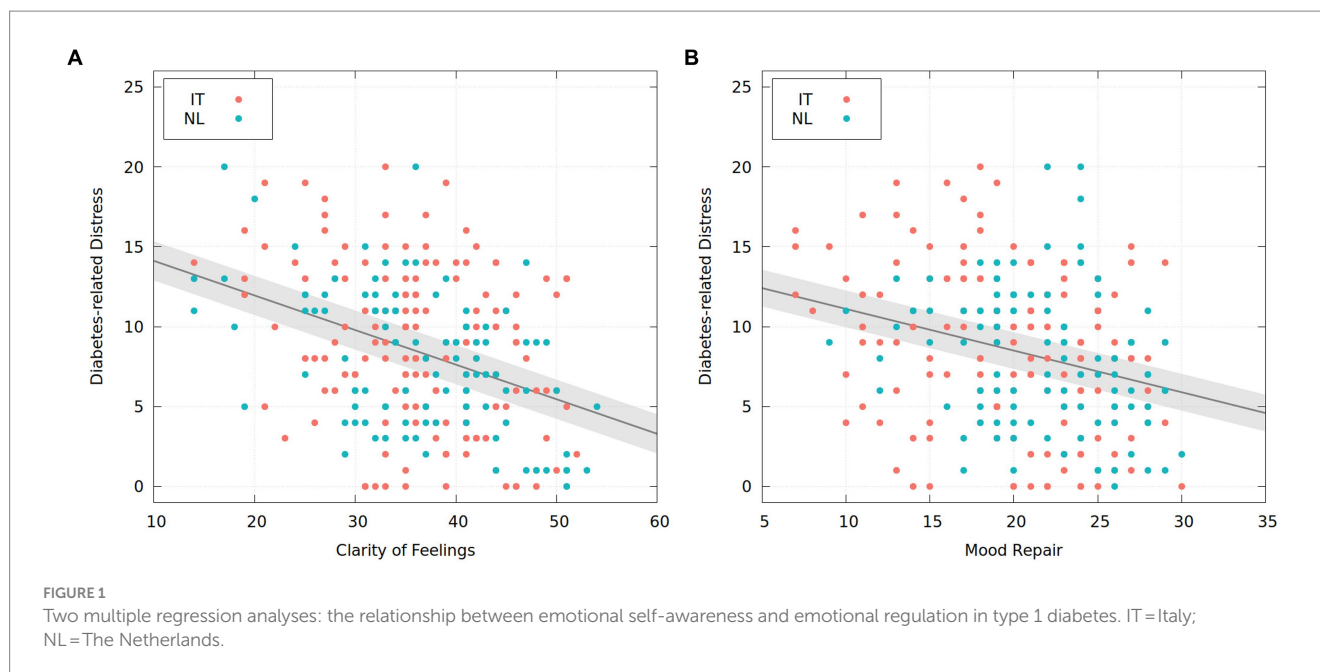 A
25
20
15
10
5
0
Diabetes-related Distress
IT
NL
10 20 30 40 50 60
Clarity of Feelings
B
25
20
15
10
5
0
Diabetes-related Distress
IT
NL
5 10 15 20 25 30 35
Mood Repair
FIGURE 1
Two multiple regression analyses: the relationship between emotional self-awareness and emotional regulation in type 1 diabetes. IT = Italy;
NL = The Netherlands.